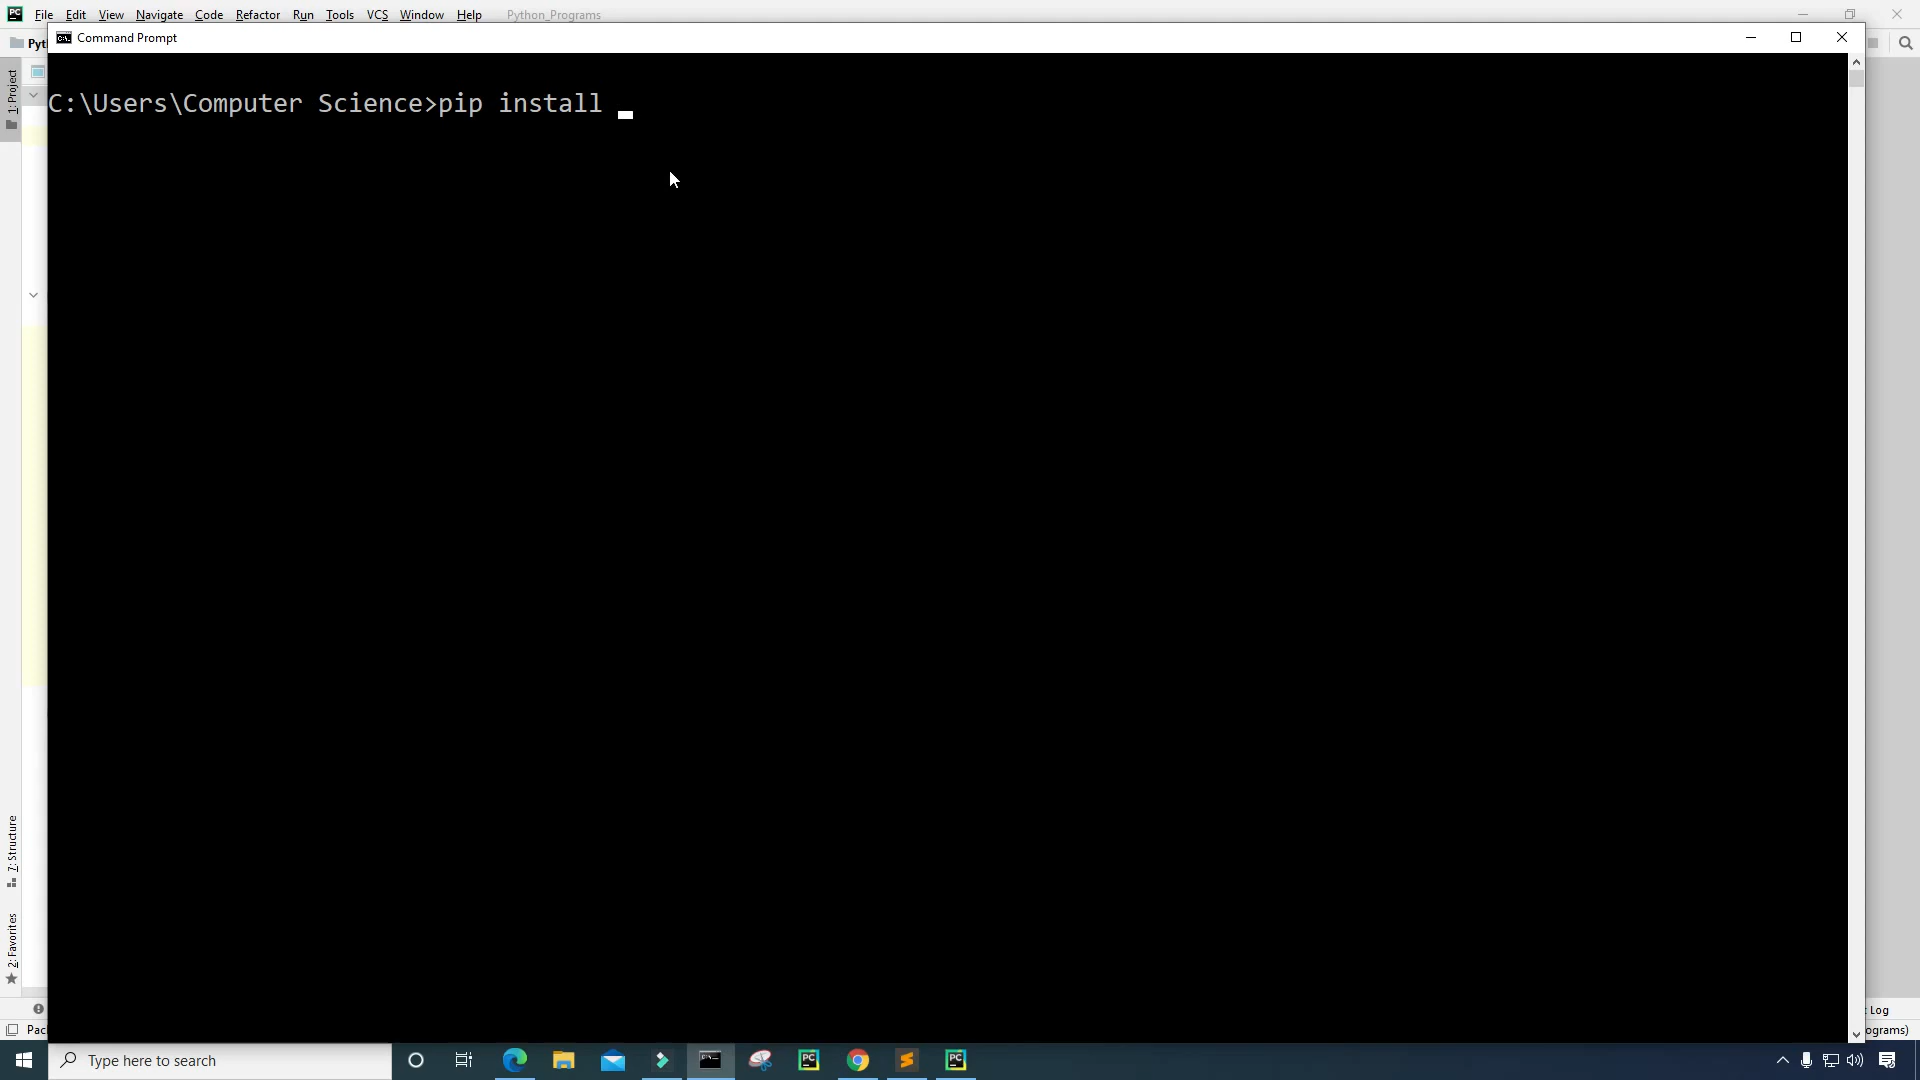 File Edit View Navigate Code Refactor Run Tools VCS Window Help Python_Programs
Command Prompt
C:\Users\Computer Science>pip install
1: Project
7: Structure
2: Favorites
Log
Type here to search